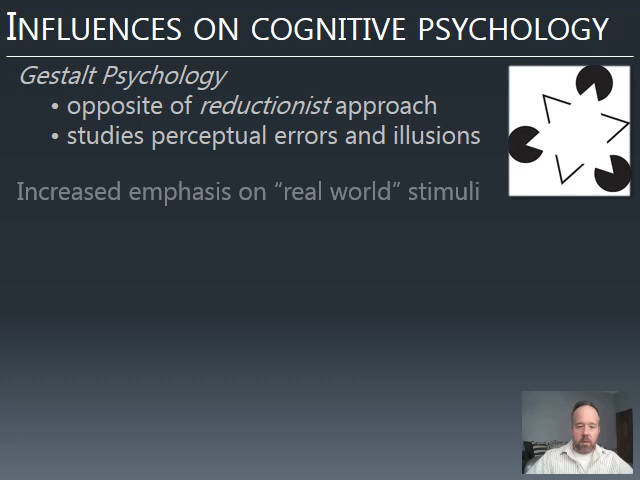 INFLUENCES ON COGNITIVE PSYCHOLOGY
Gestalt Psychology
• opposite of reductionist approach
• studies perceptual errors and illusions
Increased emphasis on “real world” stimuli